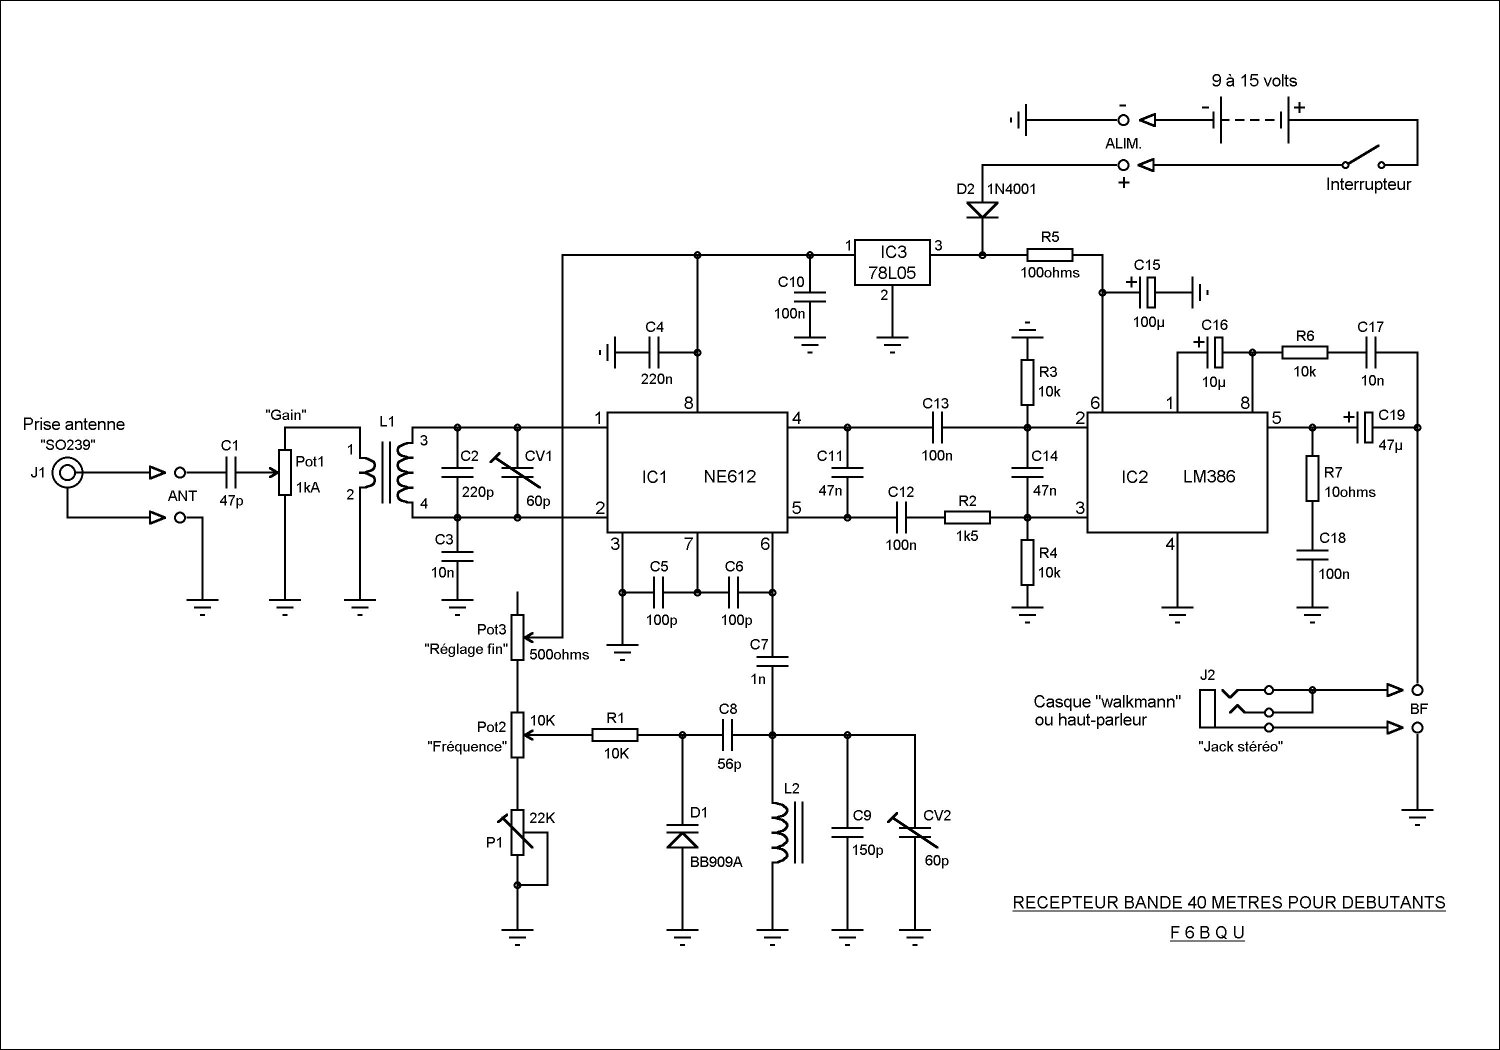 9 à 15 volts
- - +
ALIM.
+
Interrupteur
D2 1N4001
1 IC3 3
78L05
2
R5
100ohms
C15
+
100µ
C10
100n
C4
220n
8
C16
+
10µ
R6
10k
C17
10n
R3
10k
Prise antenne
"SO239"
J1
ANT
C1
47p
"Gain"
Pot1
1kA
L1
1
2
3
4
C2
220p
CV1
60p
C3
10n
1
2
IC1 NE612
4
5
3 7 6
C13
100n
C11
47n
C12
100n
R2
1k5
C14
47n
R4
10k
6 1 8
2
3
IC2 LM386
5
4
+ C19
47µ
R7
10ohms
C18
100n
C5
100p
C6
100p
C7
1n
Pot3
"Réglage fin"
500ohms
Pot2
"Fréquence"
10K
R1
10K
C8
56p
P1
22K
D1
BB909A
L2
C9
150p
CV2
60p
Casque "walkmann"
ou haut-parleur
J2
"Jack stéréo"
BF
RECEPTEUR BANDE 40 METRES POUR DEBUTANTS
F 6 B Q U